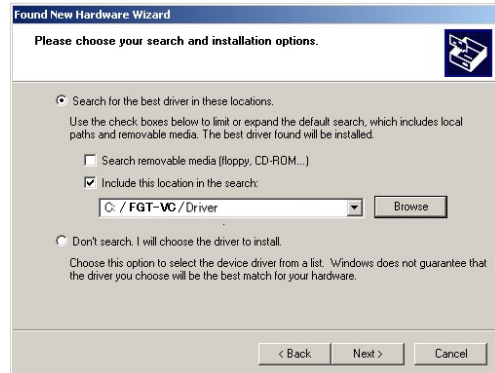 Found New Hardware Wizard
Please choose your search and installation options.
Search for the best driver in these locations.
Use the check boxes below to limit or expand the default search, which includes local
paths and removable media. The best driver found will be installed.
Search removable media (floppy, CD-ROM...)
Include this location in the search:
C: / FGT-VC/Driver
Browse
Don't search. I will choose the driver to install.
Choose this option to select the device driver from a list. Windows does not guarantee that
the driver you choose will be the best match for your hardware.
< Back Next > Cancel